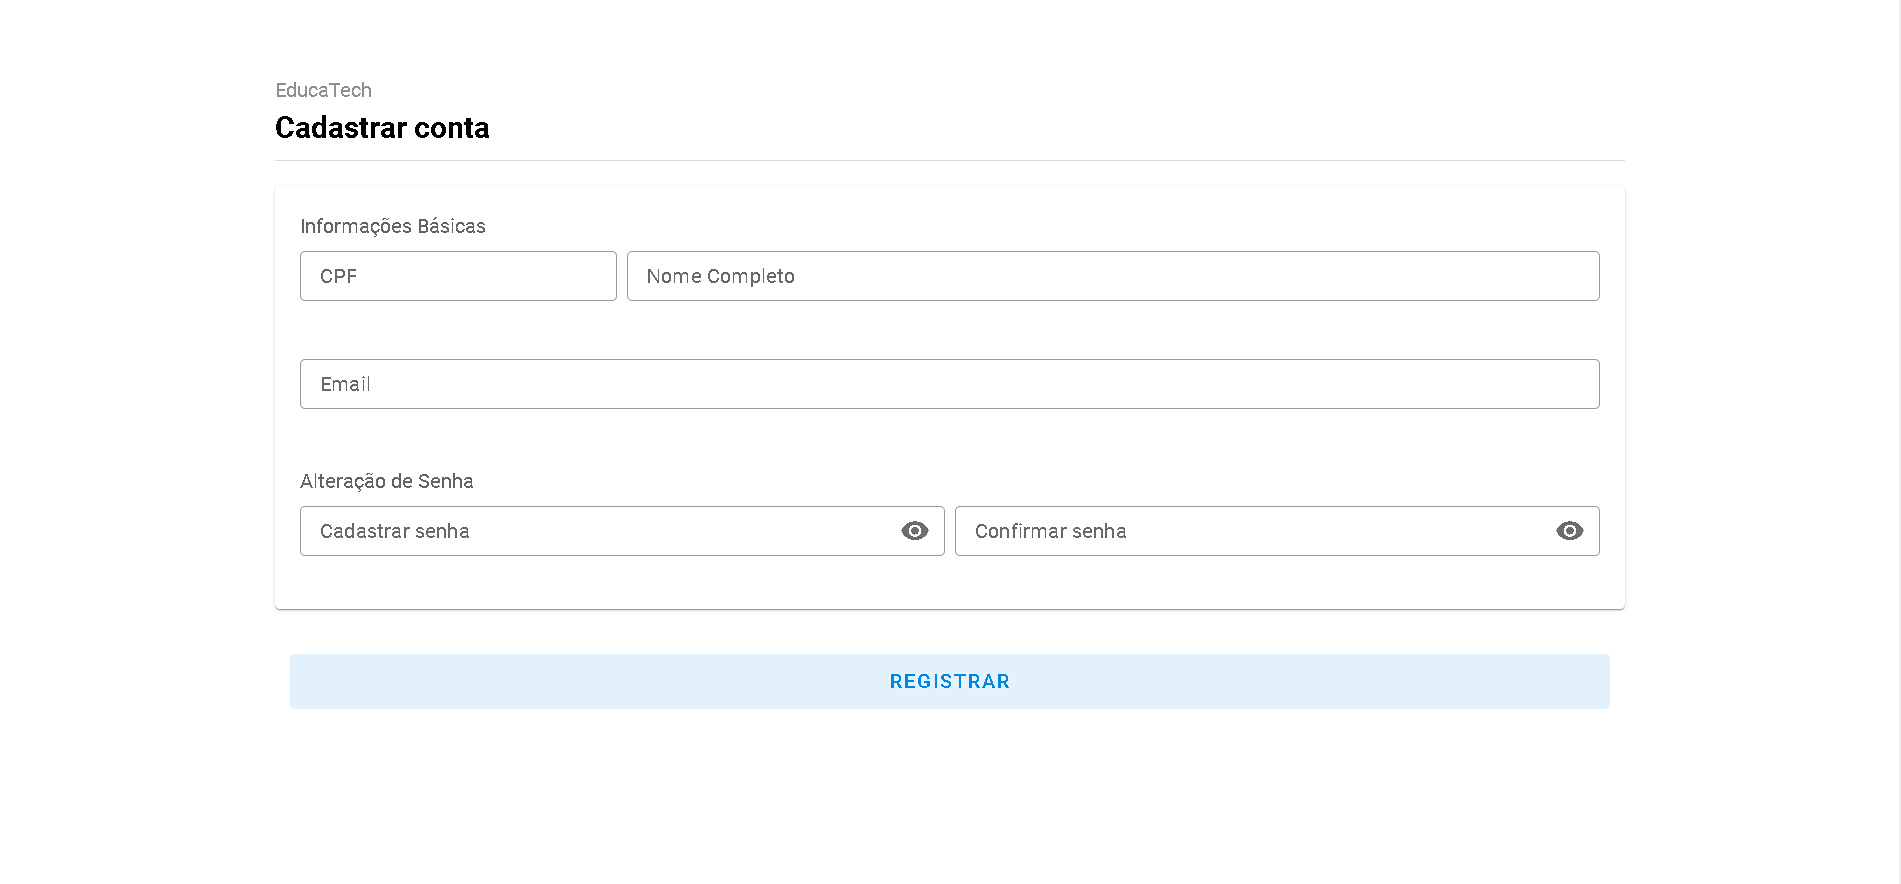 EducaTech
Cadastrar conta
Informações Básicas
CPF
Nome Completo
Email
Alteração de Senha
Cadastrar senha
Confirmar senha
REGISTRAR